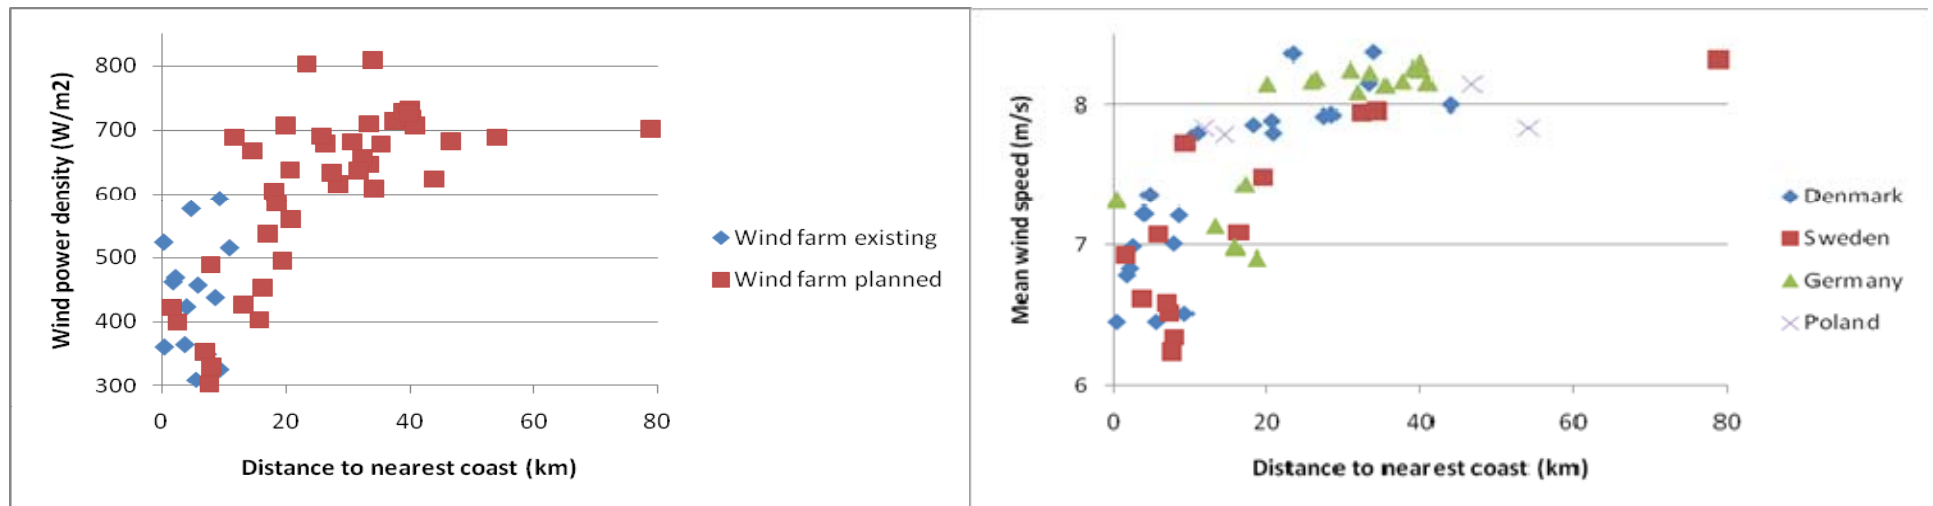 Wind power density (W/m2)
800
700
600
500
400
300
0 20 40 60 80
Distance to nearest coast (km)
Wind farm existing
Wind farm planned
Mean wind speed (m/s)
8
7
6
0 20 40 60 80
Distance to nearest coast (km)
Denmark
Sweden
Germany
Poland